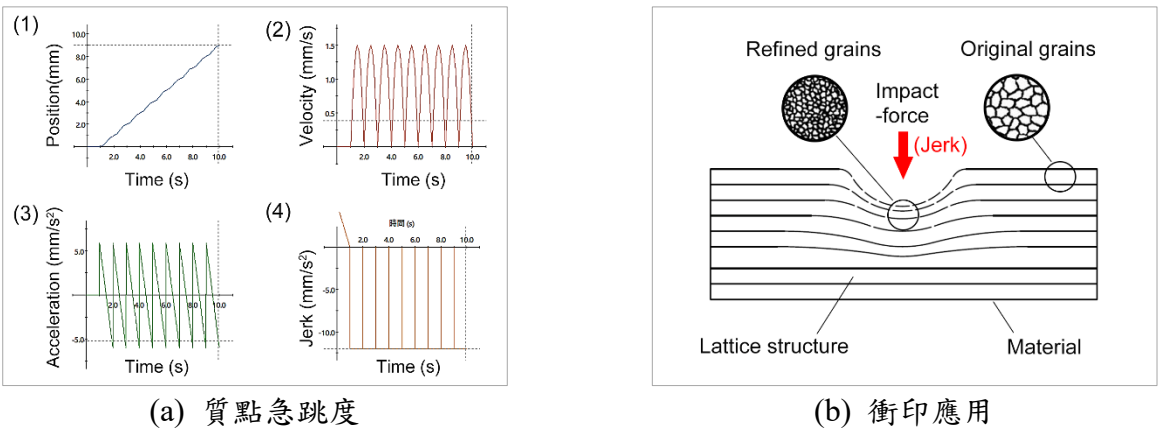 (1)
Position(mm)
10.0
8.0
6.0
4.0
2.0
2.0 4.0 6.0 8.0 10.0
Time (s)
(2)
Velocity (mm/s)
1.5
1.0
0.5
2.0 4.0 6.0 8.0 10.0
Time (s)
(3)
Acceleration (mm/s²)
5.0
-5.0
2.0 4.0 6.0 8.0 10.0
Time (s)
(4)
時間 (s)
2.0 4.0 6.0 8.0 10.0
Jerk (mm/s²)
-5.0
-10.0
Time (s)
(a) 質點急跳度
Refined grains
Original grains
Impact
-force
(Jerk)
Lattice structure
Material
(b) 衝印應用